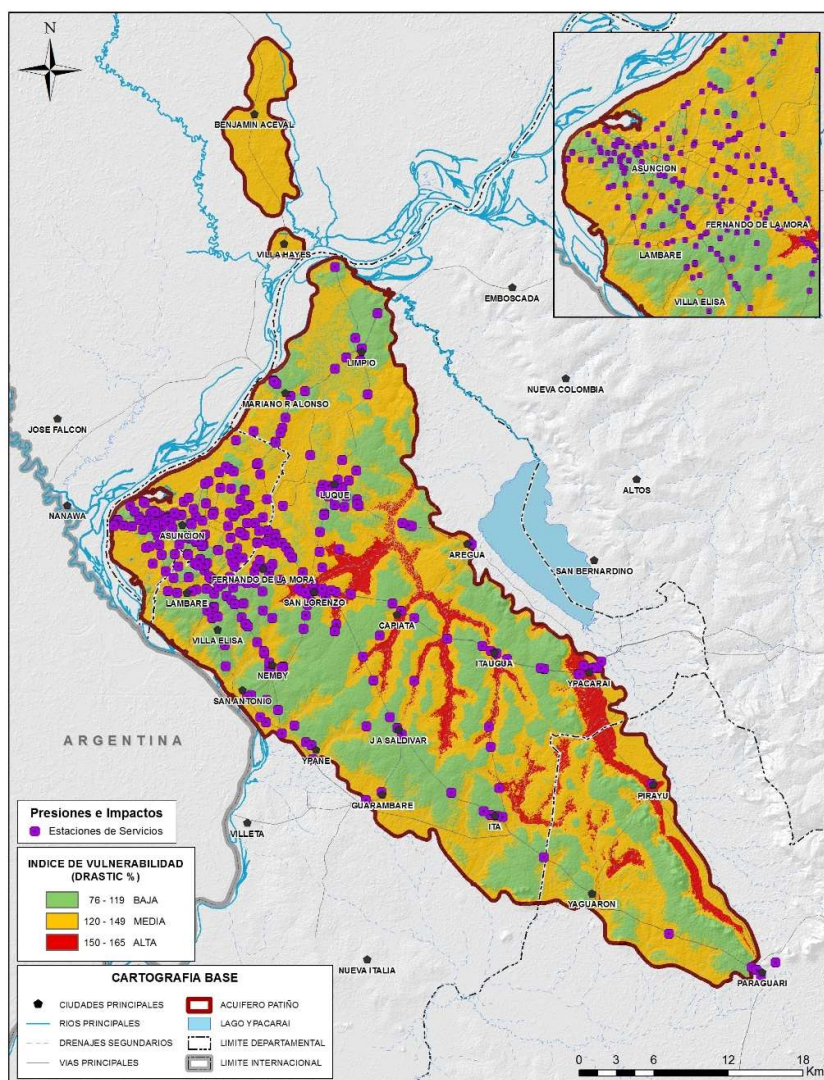 N
BENJAMIN ACEVAL
VILLA HAYES
EMBOSCADA
LIMPIO
NUEVA COLOMBIA
MARIANO R ALONSO
JOSE FALCON
ALTOS
LUQUE
NANAWA
ASUNCION
AREGUA
SAN BERNARDINO
FERNANDO DE LA MORA
LAMBARE
SAN LORENZO
CAPIATA
VILLA ELISA
ITAUGUA
YPACARAI
NEMBY
SAN ANTONIO
ARGENTINA
J A SALDIVAR
YPANE
PIRAYU
GUARAMBARE
VILLETA
ITA
YAGUARON
NUEVA ITALIA
PARAGUARI
ASUNCION
FERNANDO DE LA MORA
LAMBARE
VILLA ELISA
Presiones e Impactos
Estaciones de Servicios
INDICE DE VULNERABILIDAD
(DRASTIC %)
76 - 119 BAJA
120 - 149 MEDIA
150 - 165 ALTA
CARTOGRAFIA BASE
CIUDADES PRINCIPALES
ACUIFERO PATIÑO
RIOS PRINCIPALES
LAGO YPACARAI
DRENAJES SEGUNDARIOS
LIMITE DEPARTAMENTAL
VIAS PRINCIPALES
LIMITE INTERNACIONAL
0 3 6 12 18
Km